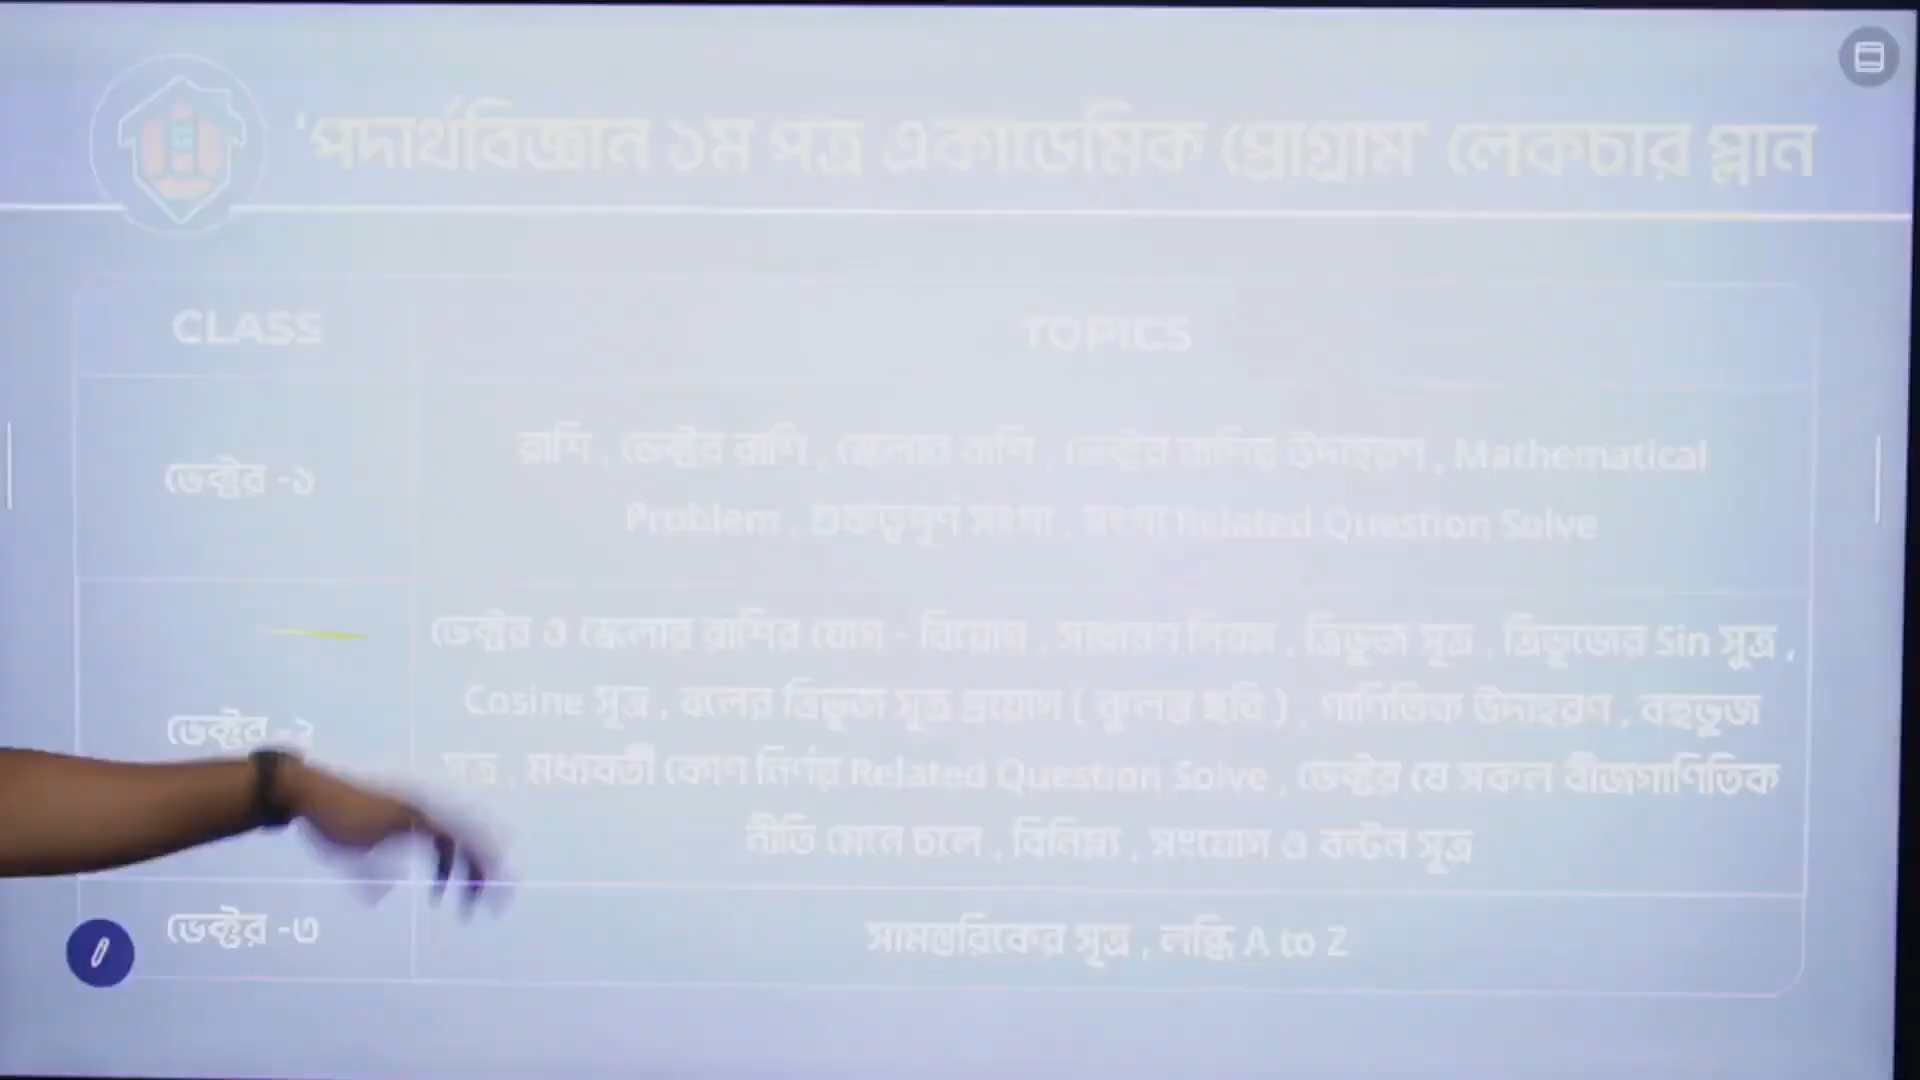 ‘পদার্থবিজ্ঞান ১ম পত্র একাডেমিক প্রোগ্রাম’ লেকচার প্লান
CLASS
TOPICS
ভেক্টর -১
রাশি , ভেক্টর রাশি , স্কেলার রাশি , ভেক্টর রাশির উদাহরণ , Mathematical
Problem , গুরুত্বপূর্ণ সংজ্ঞা , সংজ্ঞা Related Question Solve
ভেক্টর -২
ভেক্টর ও স্কেলার রাশির যোগ - বিয়োগ , সাধারণ নিয়ম , ত্রিভুজ সূত্র , ত্রিভুজের Sin সূত্র ,
Cosine সূত্র , বলের ত্রিভুজ সূত্র প্রয়োগ ( ঝুলন্ত ছবি ) , গাণিতিক উদাহরণ , বহুভুজ
সূত্র , মধ্যবর্তী কোণ নির্ণয় Related Question Solve , ভেক্টর যে সকল বীজগাণিতিক
নীতি মেনে চলে , বিনিময় , সংযোগ ও বন্টন সূত্র
ভেক্টর -৩
সামন্তরিকের সূত্র , লব্ধি A to Z